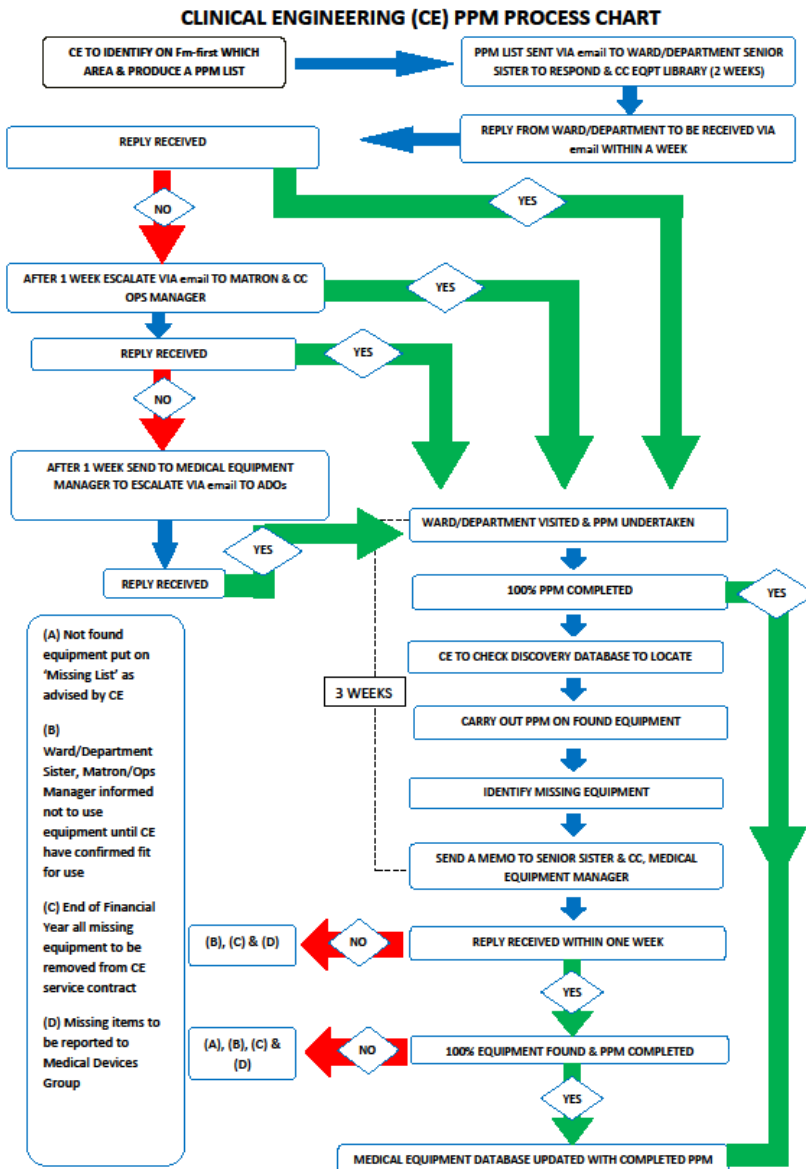 CLINICAL ENGINEERING (CE) PPM PROCESS CHART
CE TO IDENTIFY ON Fm-first WHICH
AREA & PRODUCE A PPM LIST
PPM LIST SENT VIA email TO WARD/DEPARTMENT SENIOR
SISTER TO RESPOND & CC EQPT LIBRARY (2 WEEKS)
REPLY FROM WARD/DEPARTMENT TO BE RECEIVED VIA
email WITHIN A WEEK
REPLY RECEIVED
NO
YES
AFTER 1 WEEK ESCALATE VIA email TO MATRON & CC
OPS MANAGER
YES
REPLY RECEIVED
YES
NO
AFTER 1 WEEK SEND TO MEDICAL EQUIPMENT
MANAGER TO ESCALATE VIA email TO ADOs
YES
REPLY RECEIVED
WARD/DEPARTMENT VISITED & PPM UNDERTAKEN
100% PPM COMPLETED
YES
CE TO CHECK DISCOVERY DATABASE TO LOCATE
3 WEEKS
CARRY OUT PPM ON FOUND EQUIPMENT
IDENTIFY MISSING EQUIPMENT
SEND A MEMO TO SENIOR SISTER & CC, MEDICAL
EQUIPMENT MANAGER
REPLY RECEIVED WITHIN ONE WEEK
NO
(B), (C) & (D)
YES
100% EQUIPMENT FOUND & PPM COMPLETED
NO
(A), (B), (C) &
(D)
YES
MEDICAL EQUIPMENT DATABASE UPDATED WITH COMPLETED PPM
(A) Not found
equipment put on
‘Missing List’ as
advised by CE
(B)
Ward/Department
Sister, Matron/Ops
Manager informed
not to use
equipment until CE
have confirmed fit
for use
(C) End of Financial
Year all missing
equipment to be
removed from CE
service contract
(D) Missing items to
be reported to
Medical Devices
Group